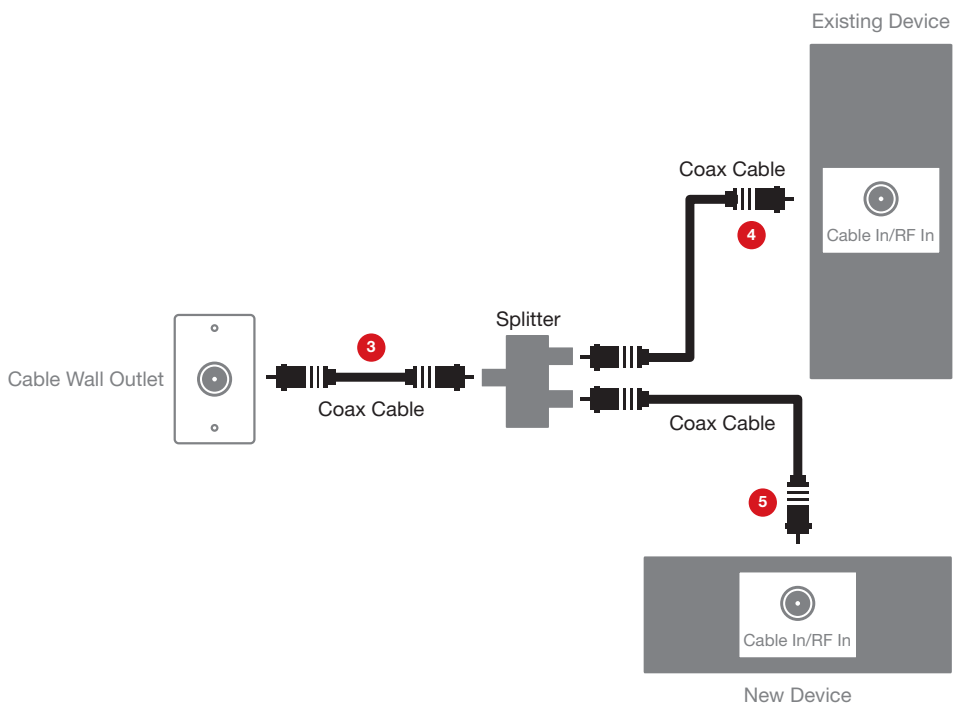 Existing Device
Coax Cable
Cable In/RF In
4
Splitter
3
Cable Wall Outlet
Coax Cable
Coax Cable
5
Cable In/RF In
New Device